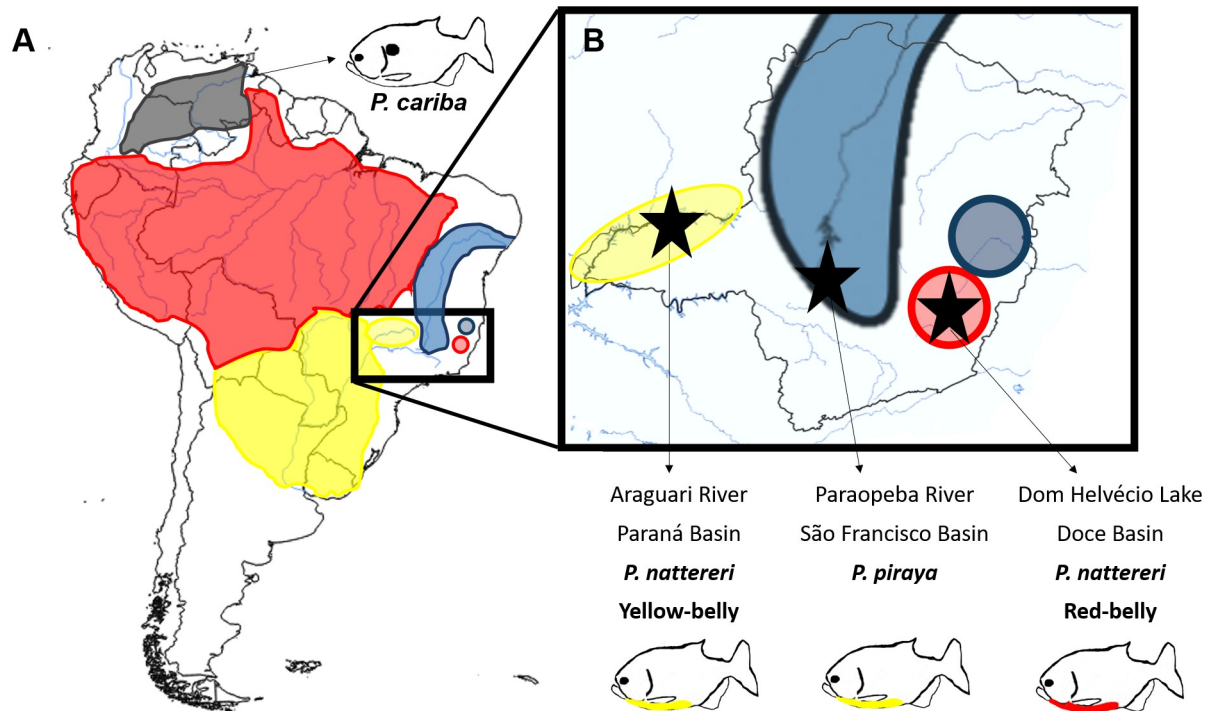 A
P. cariba
B
Araguari River
Paraná Basin
P. nattereri
Yellow-belly
Paraopeba River
São Francisco Basin
P. piraya
Dom Helvécio Lake
Doce Basin
P. nattereri
Red-belly